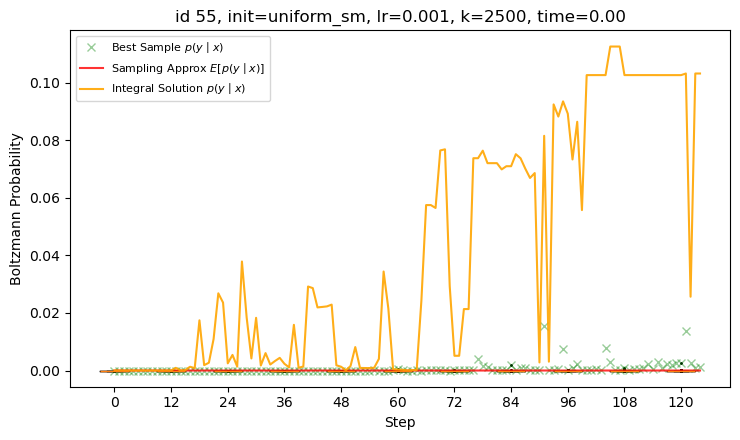 id 55, init=uniform_sm, lr=0.001, k=2500, time=0.00
Best Sample p(y | x)
Sampling Approx E[p(y | x)]
Integral Solution p(y | x)
Boltzmann Probability
0.10
0.08
0.06
0.04
0.02
0.00
0 12 24 36 48 60 72 84 96 108 120
Step